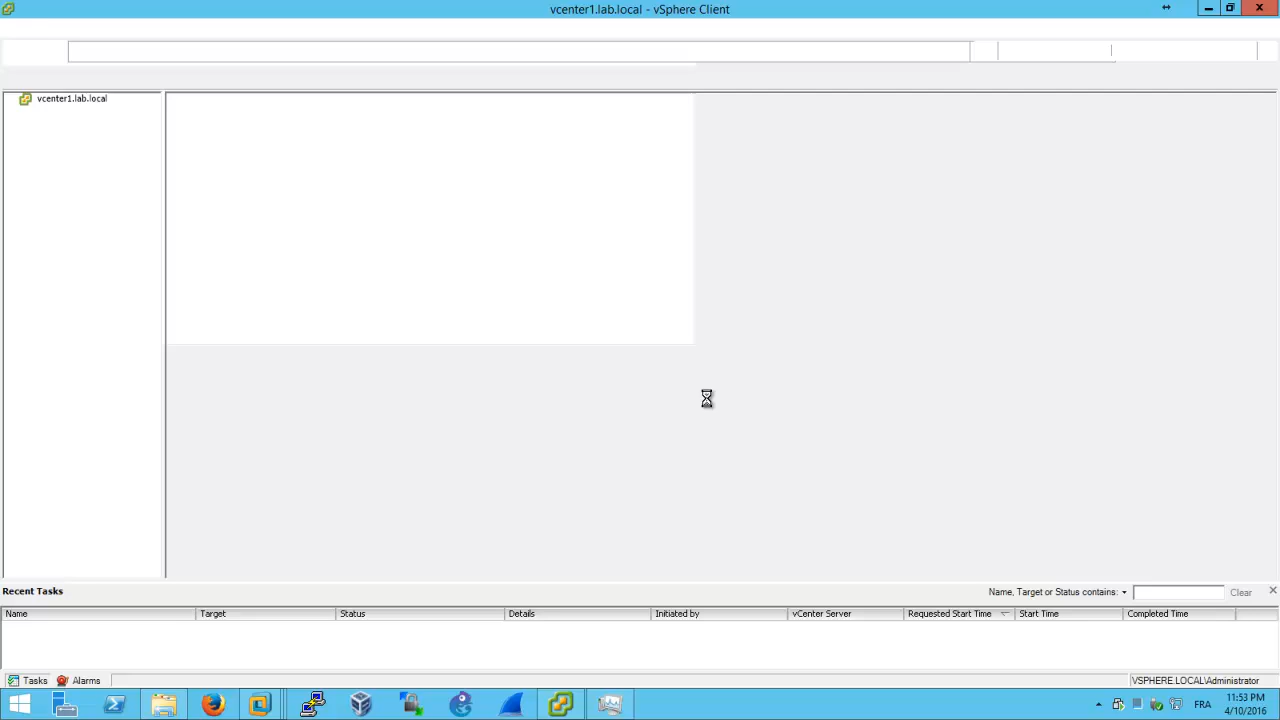 vcenter1.lab.local - vSphere Client
vcenter1.lab.local
Recent Tasks
Name, Target or Status contains:
Clear
Name Target Status Details Initiated by vCenter Server Requested Start Time Start Time Completed Time
Tasks Alarms
VSPHERE.LOCAL\Administrator
FRA
11:53 PM
4/10/2016